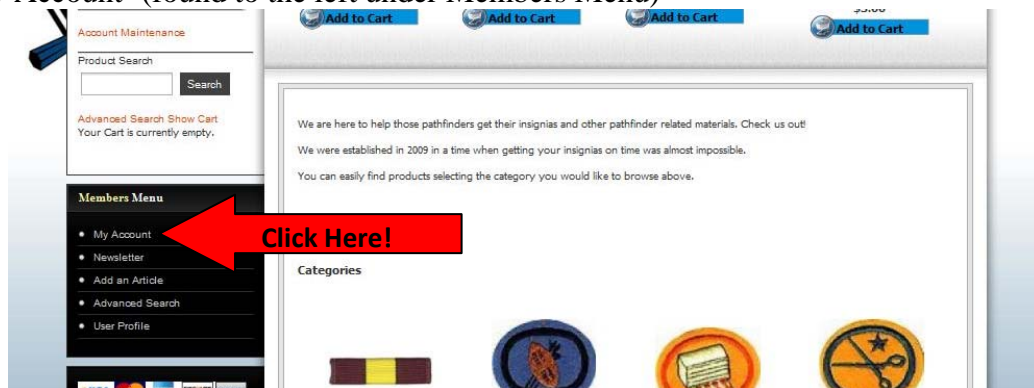 Account" (found to the left under Members Menu)
Add to Cart
Add to Cart
Add to Cart
$5.00
Add to Cart
Account Maintenance
Product Search
Search
Advanced Search Show Cart
Your Cart is currently empty.
We are here to help those pathfinders get their insignias and other pathfinder related materials. Check us out!
We were established in 2009 in a time when getting your insignias on time was almost impossible.
You can easily find products selecting the category you would like to browse above.
Members Menu
My Account
Click Here!
Newsletter
Add an Article
Advanced Search
User Profile
Categories